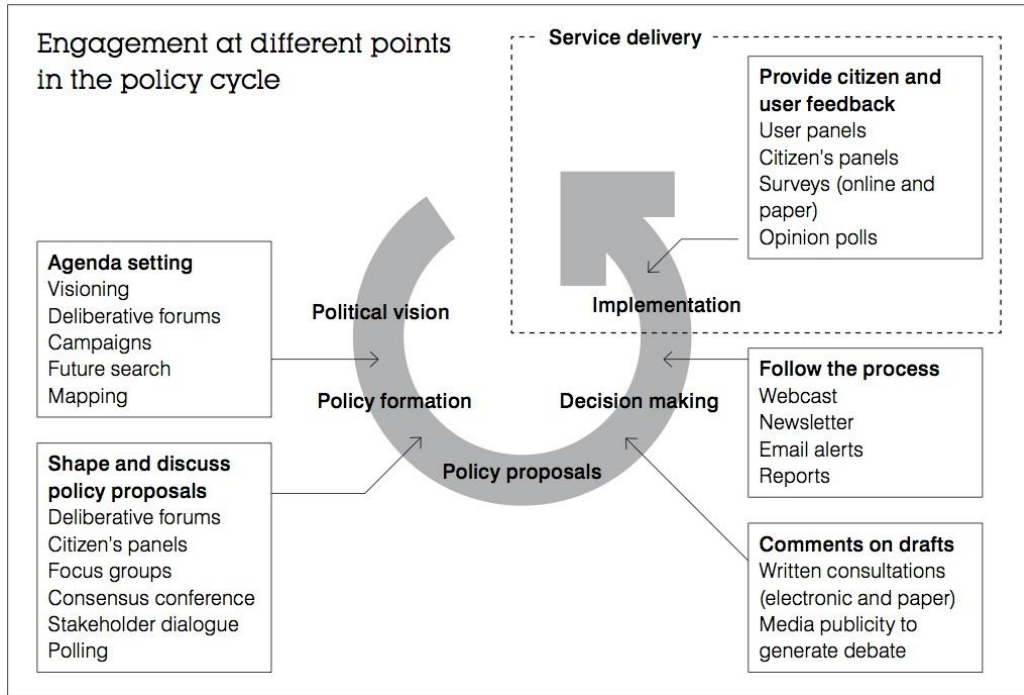 Engagement at different points
in the policy cycle
Service delivery
Provide citizen and
user feedback
User panels
Citizen's panels
Surveys (online and
paper)
Opinion polls
Agenda setting
Visioning
Deliberative forums
Campaigns
Future search
Mapping
Political vision
Implementation
Policy formation
Decision making
Policy proposals
Follow the process
Webcast
Newsletter
Email alerts
Reports
Shape and discuss
policy proposals
Deliberative forums
Citizen's panels
Focus groups
Consensus conference
Stakeholder dialogue
Polling
Comments on drafts
Written consultations
(electronic and paper)
Media publicity to
generate debate